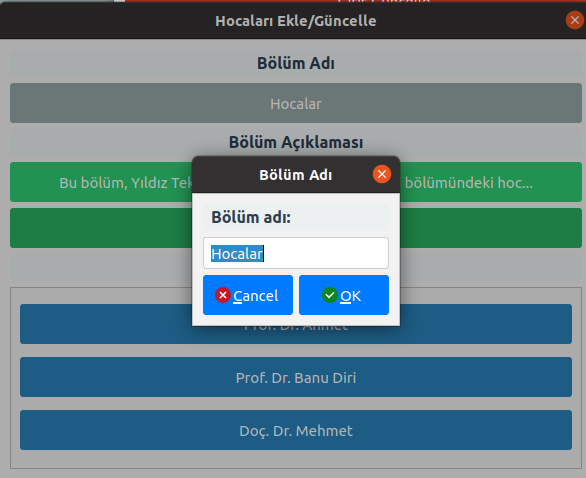 Hocaları Ekle/Güncelle
Bölüm Adı
Hocalar
Bölüm Açıklaması
Bu bölüm, Yıldız Tek
bölümündeki hoc...
Bölüm Adı
Bölüm adı:
Hocalar
Cancel
OK
Prof. Dr. Ahmet
Prof. Dr. Banu Diri
Doç. Dr. Mehmet